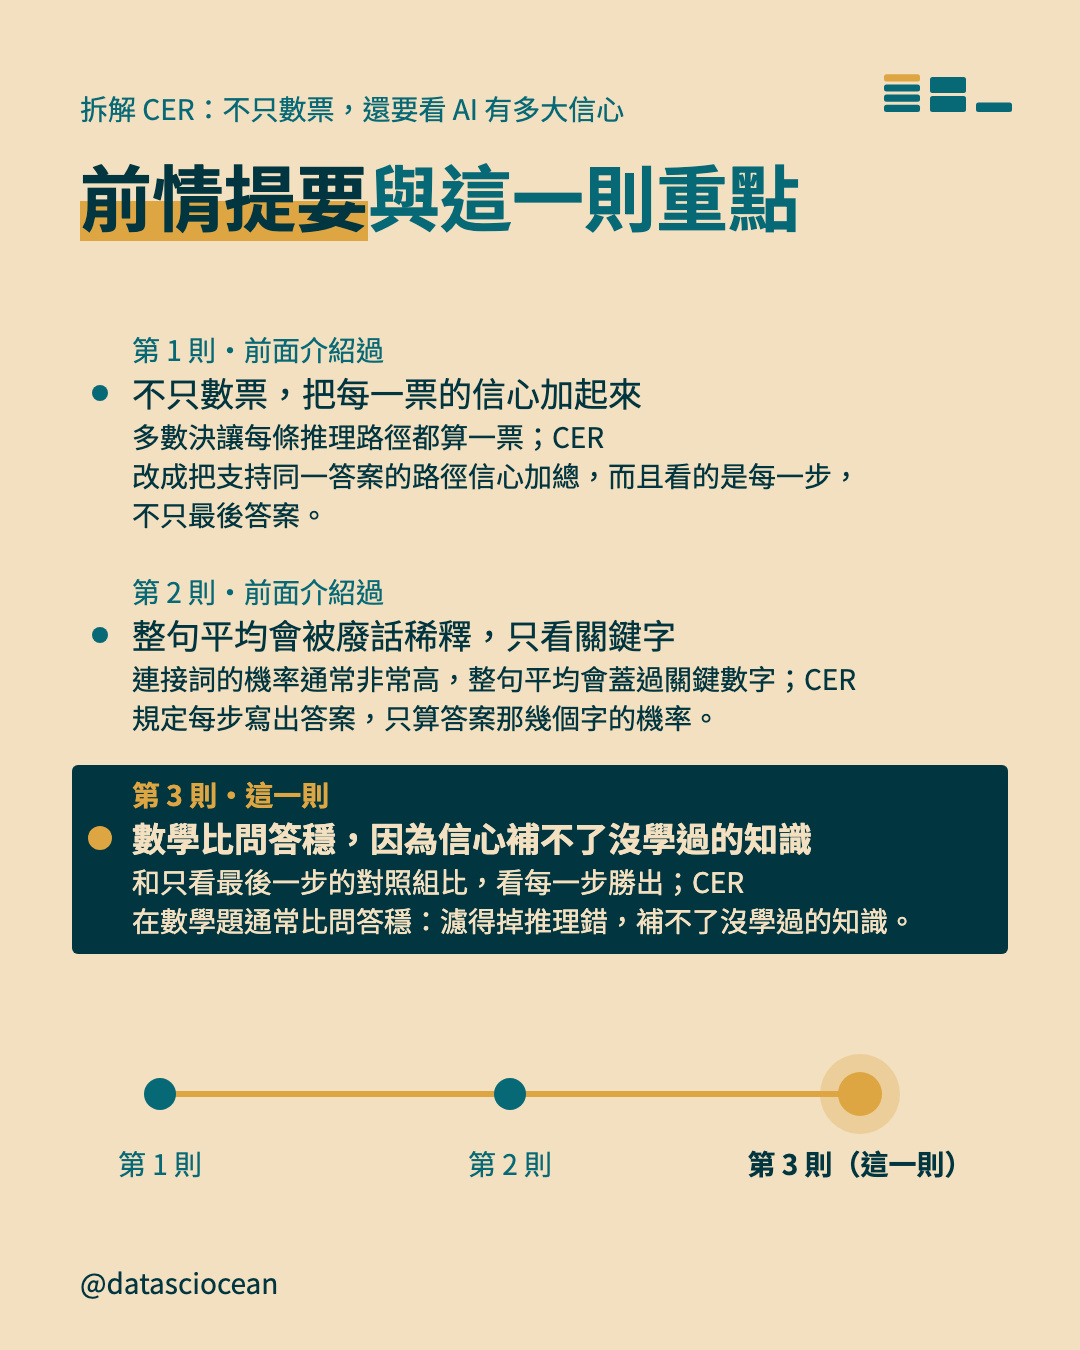 拆解 CER：不只數票，還要看 AI 有多大信心
前情提要與這一則重點
第 1 則・前面介紹過
不只數票，把每一票的信心加起來
多數決讓每條推理路徑都算一票；CER
改成把支持同一答案的路徑信心加總，而且看的是每一步，
不只最後答案。
第 2 則・前面介紹過
整句平均會被廢話稀釋，只看關鍵字
連接詞的機率通常非常高，整句平均會蓋過關鍵數字；CER
規定每步寫出答案，只算答案那幾個字的機率。
第 3 則・這一則
數學比問答穩，因為信心補不了沒學過的知識
和只看最後一步的對照組比，看每一步勝出；CER
在數學題通常比問答穩：濾得掉推理錯，補不了沒學過的知識。
第 1 則
第 2 則
第 3 則（這一則）
@datasciocean